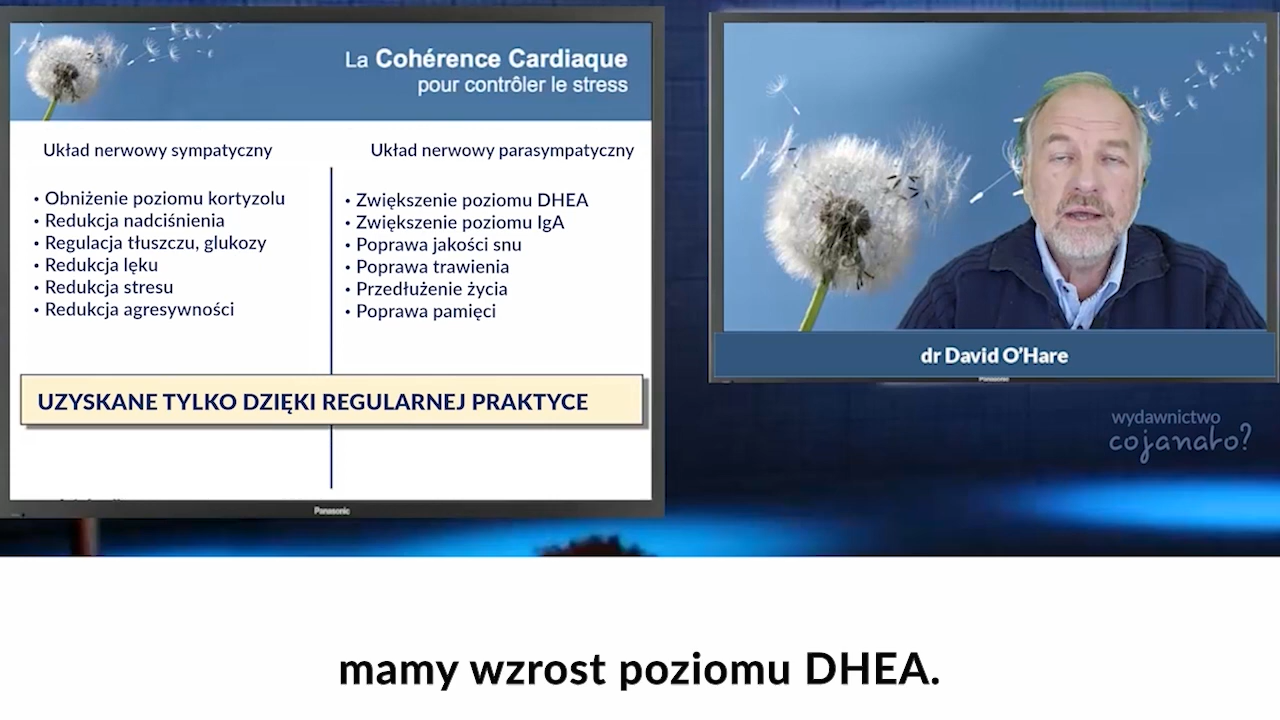 La Cohérence Cardiaque
pour contrôler le stress
Układ nerwowy sympatyczny
• Obniżenie poziomu kortyzolu
• Redukcja nadciśnienia
• Regulacja tłuszczu, glukozy
• Redukcja lęku
• Redukcja stresu
• Redukcja agresywności
Układ nerwowy parasympatyczny
• Zwiększenie poziomu DHEA
• Zwiększenie poziomu IgA
• Poprawa jakości snu
• Poprawa trawienia
• Przedłużenie życia
• Poprawa pamięci
UZYSKANE TYLKO DZIĘKI REGULARNEJ PRAKTYCE
Panasonic
dr David O'Hare
Panasonic
wydawnictwo
cojanato?
mamy wzrost poziomu DHEA.